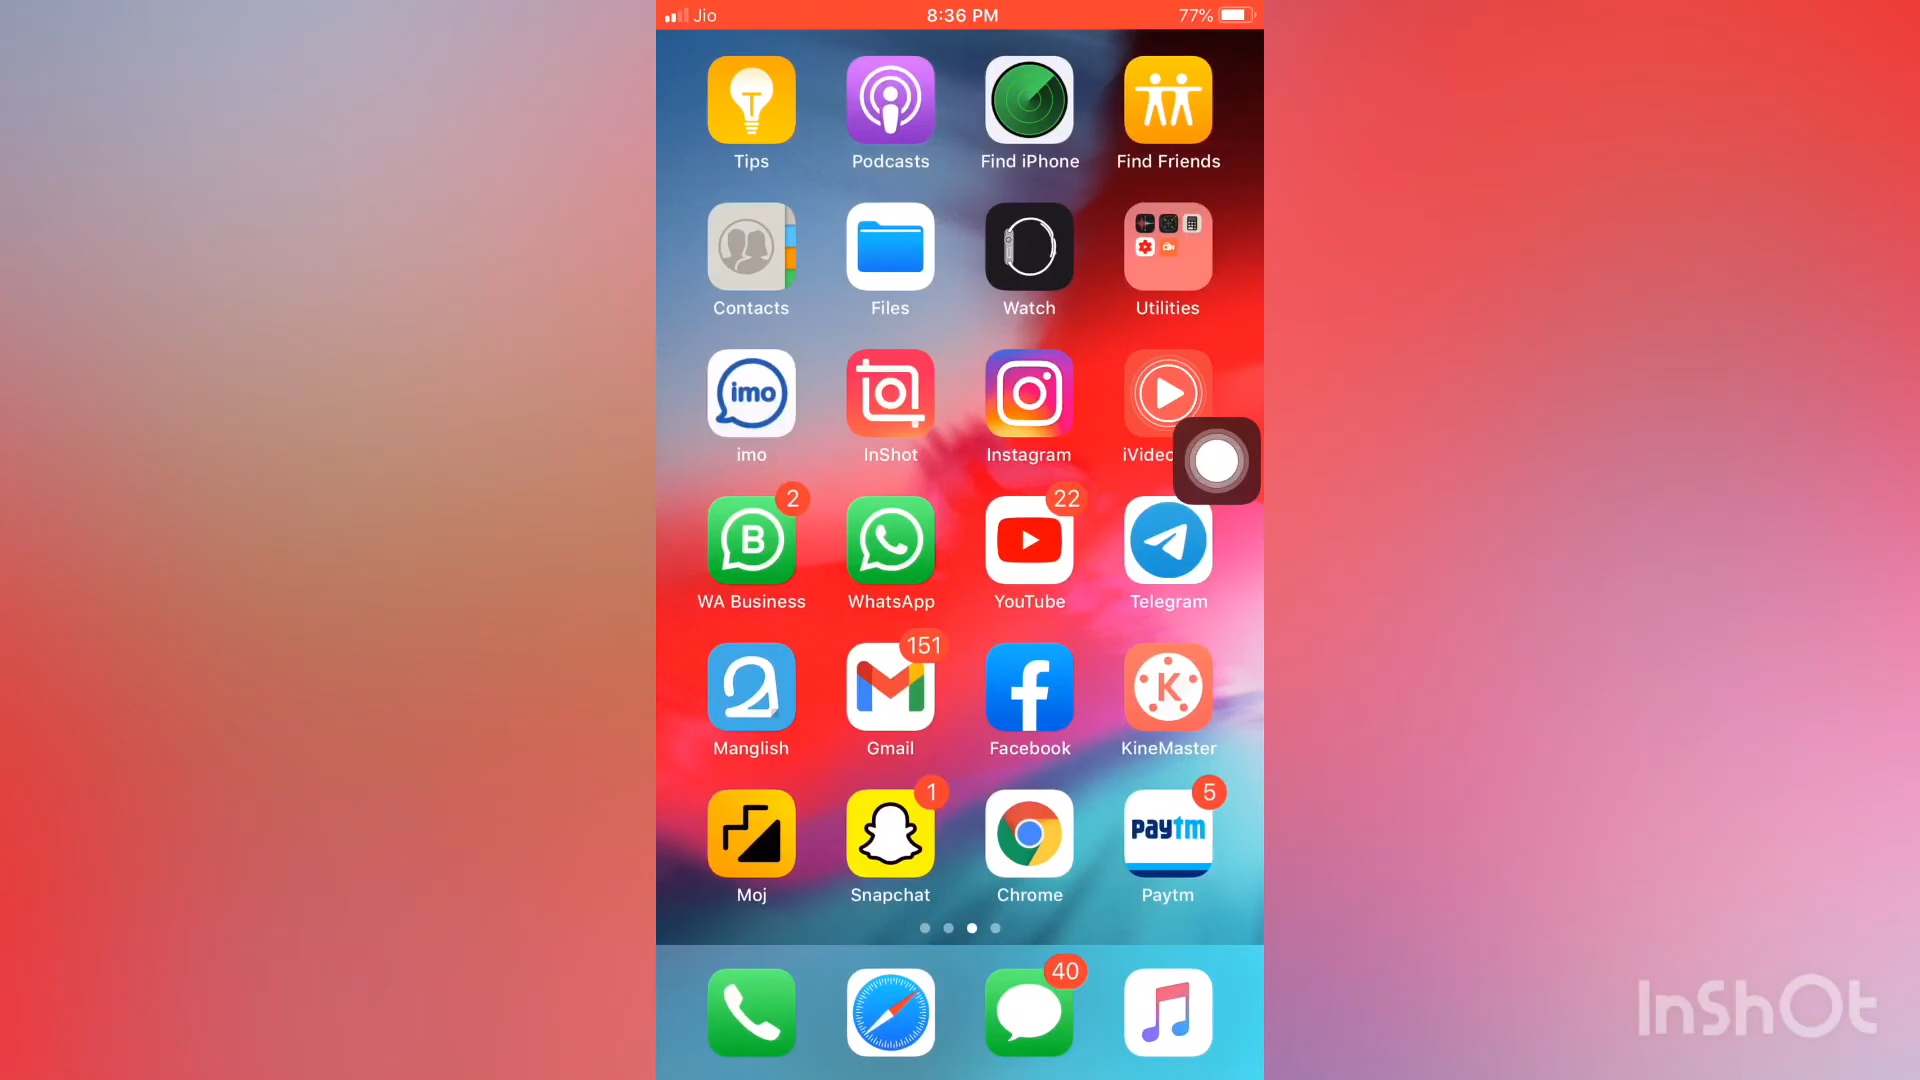 Jio 8:36 PM 77%
Tips Podcasts Find iPhone Find Friends
Contacts Files Watch Utilities
imo
imo InShot Instagram
2 22
B
WA Business WhatsApp YouTube Telegram
151
K
Manglish Gmail Facebook KineMaster
1 5
paytm
Moj Snapchat Chrome Paytm
40
InShOt